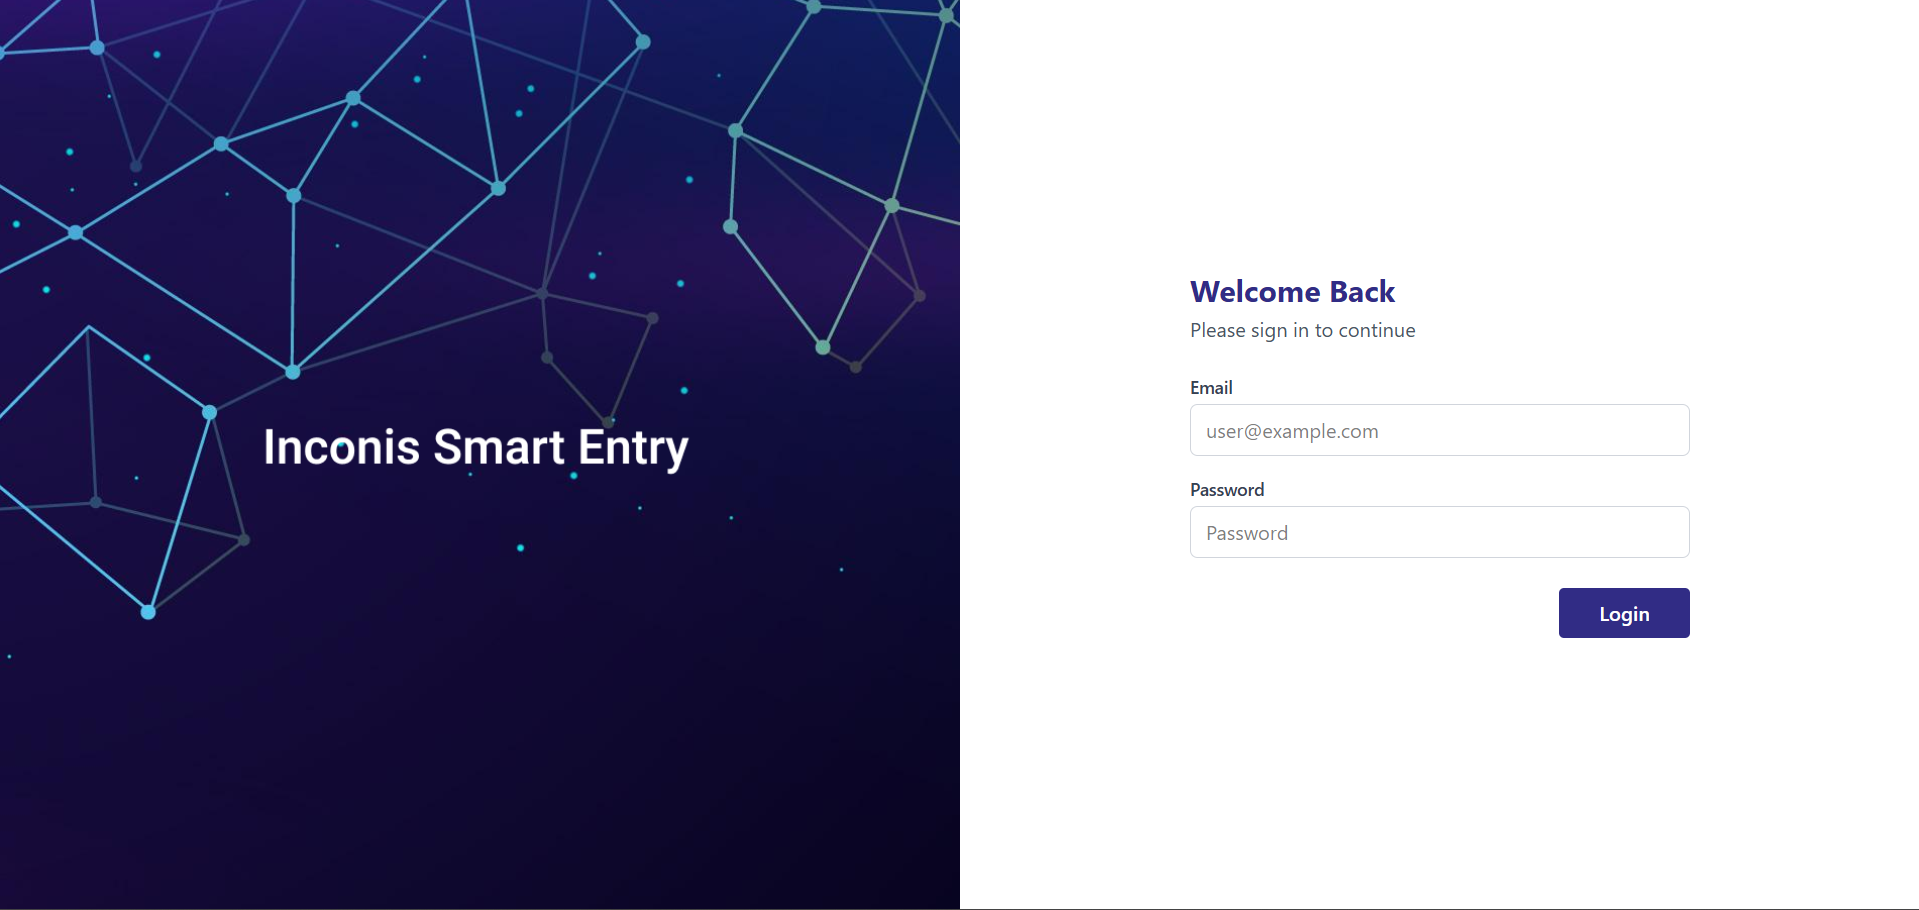 Inconis Smart Entry
Welcome Back
Please sign in to continue
Email
user@example.com
Password
Password
Login